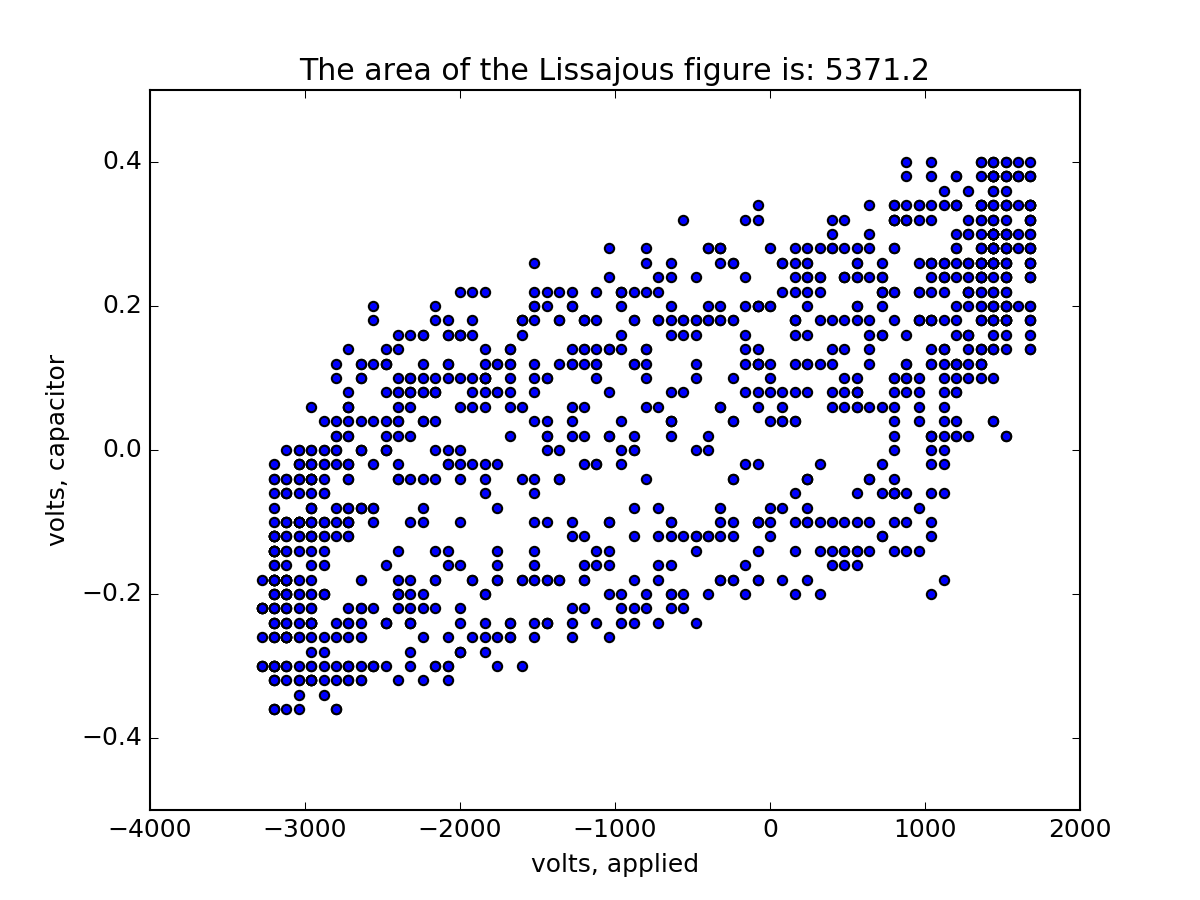 The area of the Lissajous figure is: 5371.2
0.4
0.2
0.0
−0.2
−0.4
volts, capacitor
−4000 −3000 −2000 −1000 0 1000 2000
volts, applied